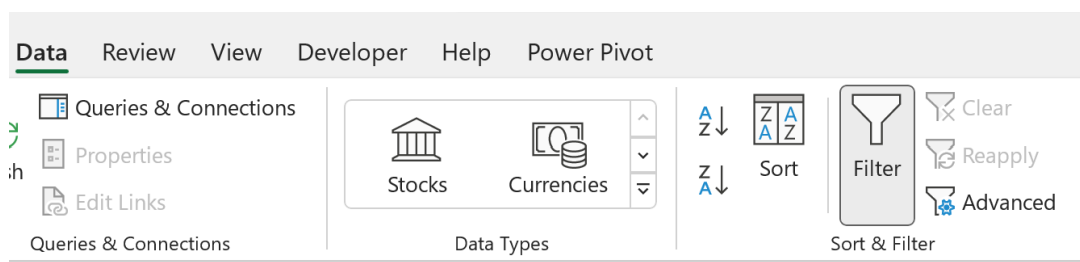 Data Review View Developer Help Power Pivot
Queries & Connections
Properties
Edit Links
sh
Queries & Connections
Stocks Currencies
Data Types
A
Z
Z
A
Z A
A Z
Sort
Filter
Clear
Reapply
Advanced
Sort & Filter